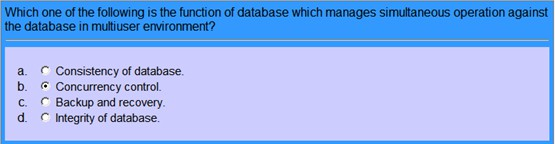 Which one of the following is the function of database which manages simultaneous operation against
the database in multiuser environment?
a. Consistency of database.
b. Concurrency control.
c. Backup and recovery.
d. Integrity of database.